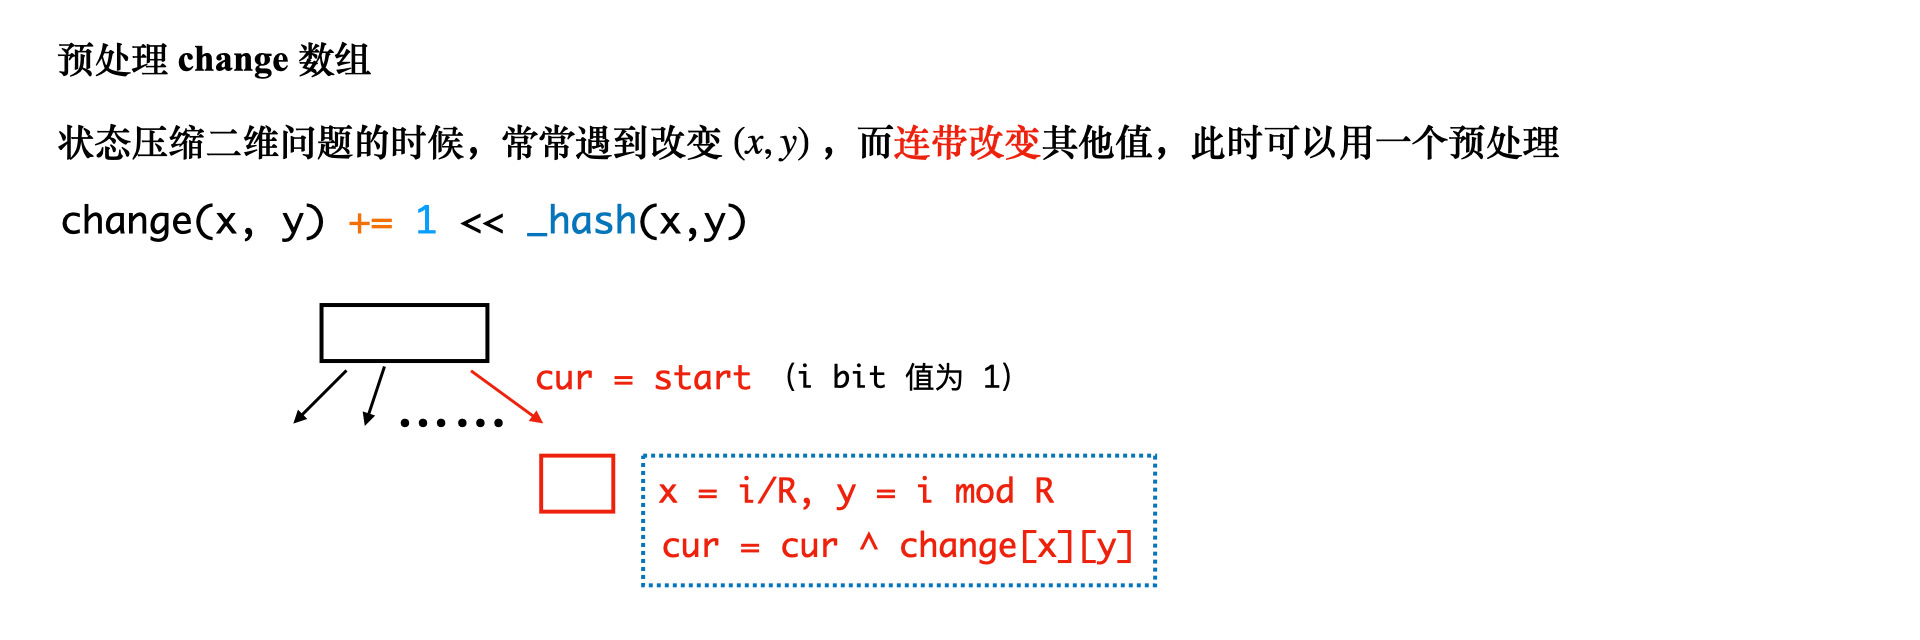 预处理 change 数组
状态压缩二维问题的时候，常常遇到改变 (x, y) ，而连带改变其他值，此时可以用一个预处理
change(x, y) += 1 << _hash(x,y)
cur = start (i bit 值为 1)
......
x = i/R, y = i mod R
cur = cur ^ change[x][y]